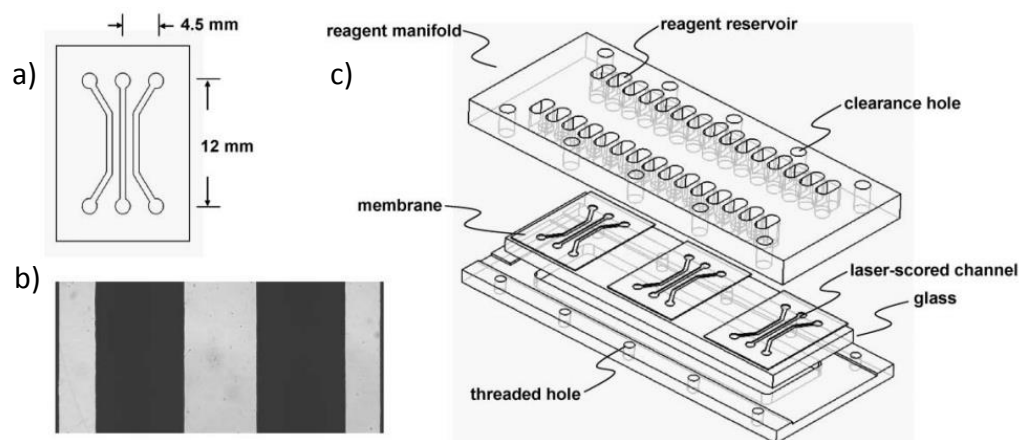 a)
4.5 mm
12 mm
b)
c)
reagent manifold
reagent reservoir
clearance hole
membrane
laser-scored channel
glass
threaded hole